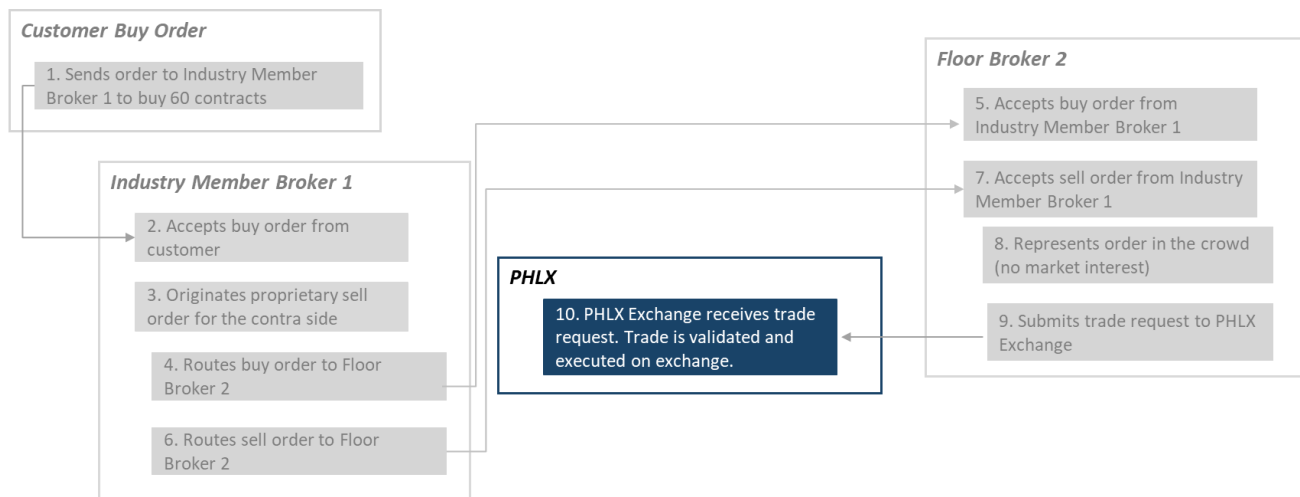 Customer Buy Order
1. Sends order to Industry Member
Broker 1 to buy 60 contracts
Industry Member Broker 1
2. Accepts buy order from
customer
3. Originates proprietary sell
order for the contra side
4. Routes buy order to Floor
Broker 2
6. Routes sell order to Floor
Broker 2
PHLX
10. PHLX Exchange receives trade
request. Trade is validated and
executed on exchange.
Floor Broker 2
5. Accepts buy order from
Industry Member Broker 1
7. Accepts sell order from Industry
Member Broker 1
8. Represents order in the crowd
(no market interest)
9. Submits trade request to PHLX
Exchange